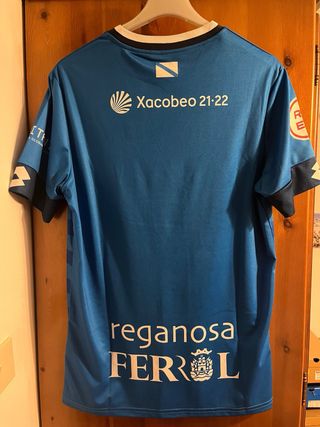 Xacobeo 21·22
reganosa
FERROL